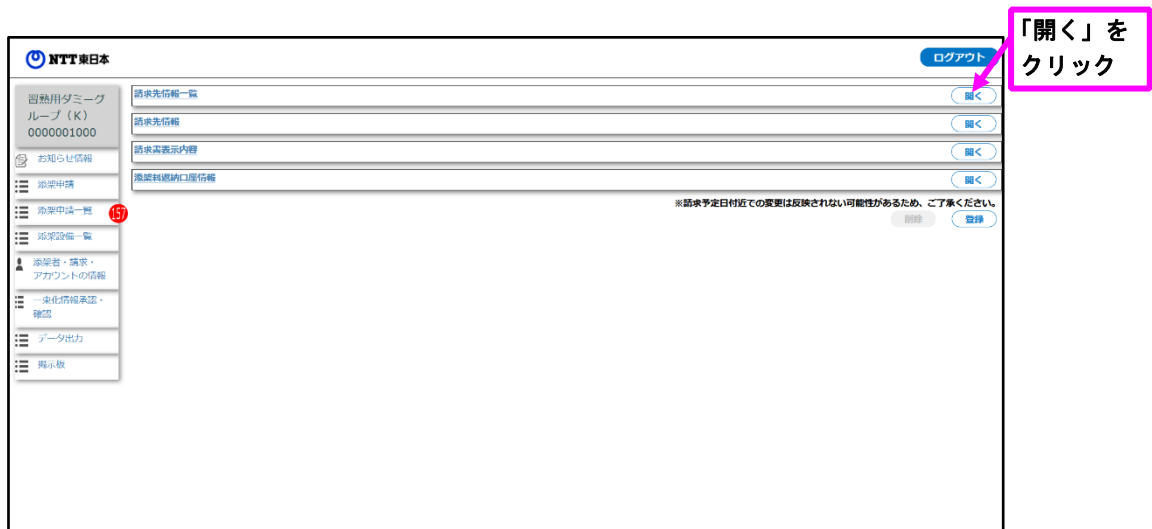 「開く」を
クリック
NTT東日本
ログアウト
習熟用ダミーグ
ループ（K）
0000001000
お知らせ情報
添架申請
添架申請一覧
157
添架設備一覧
添架者・請求・
アカウントの情報
一束化情報承認・
確認
データ出力
掲示板
請求先情報一覧
開く
請求先情報
開く
請求書表示内容
開く
添架料返納口座情報
開く
※請求予定日付近での変更は反映されない可能性があるため、ご了承ください。
削除
登録